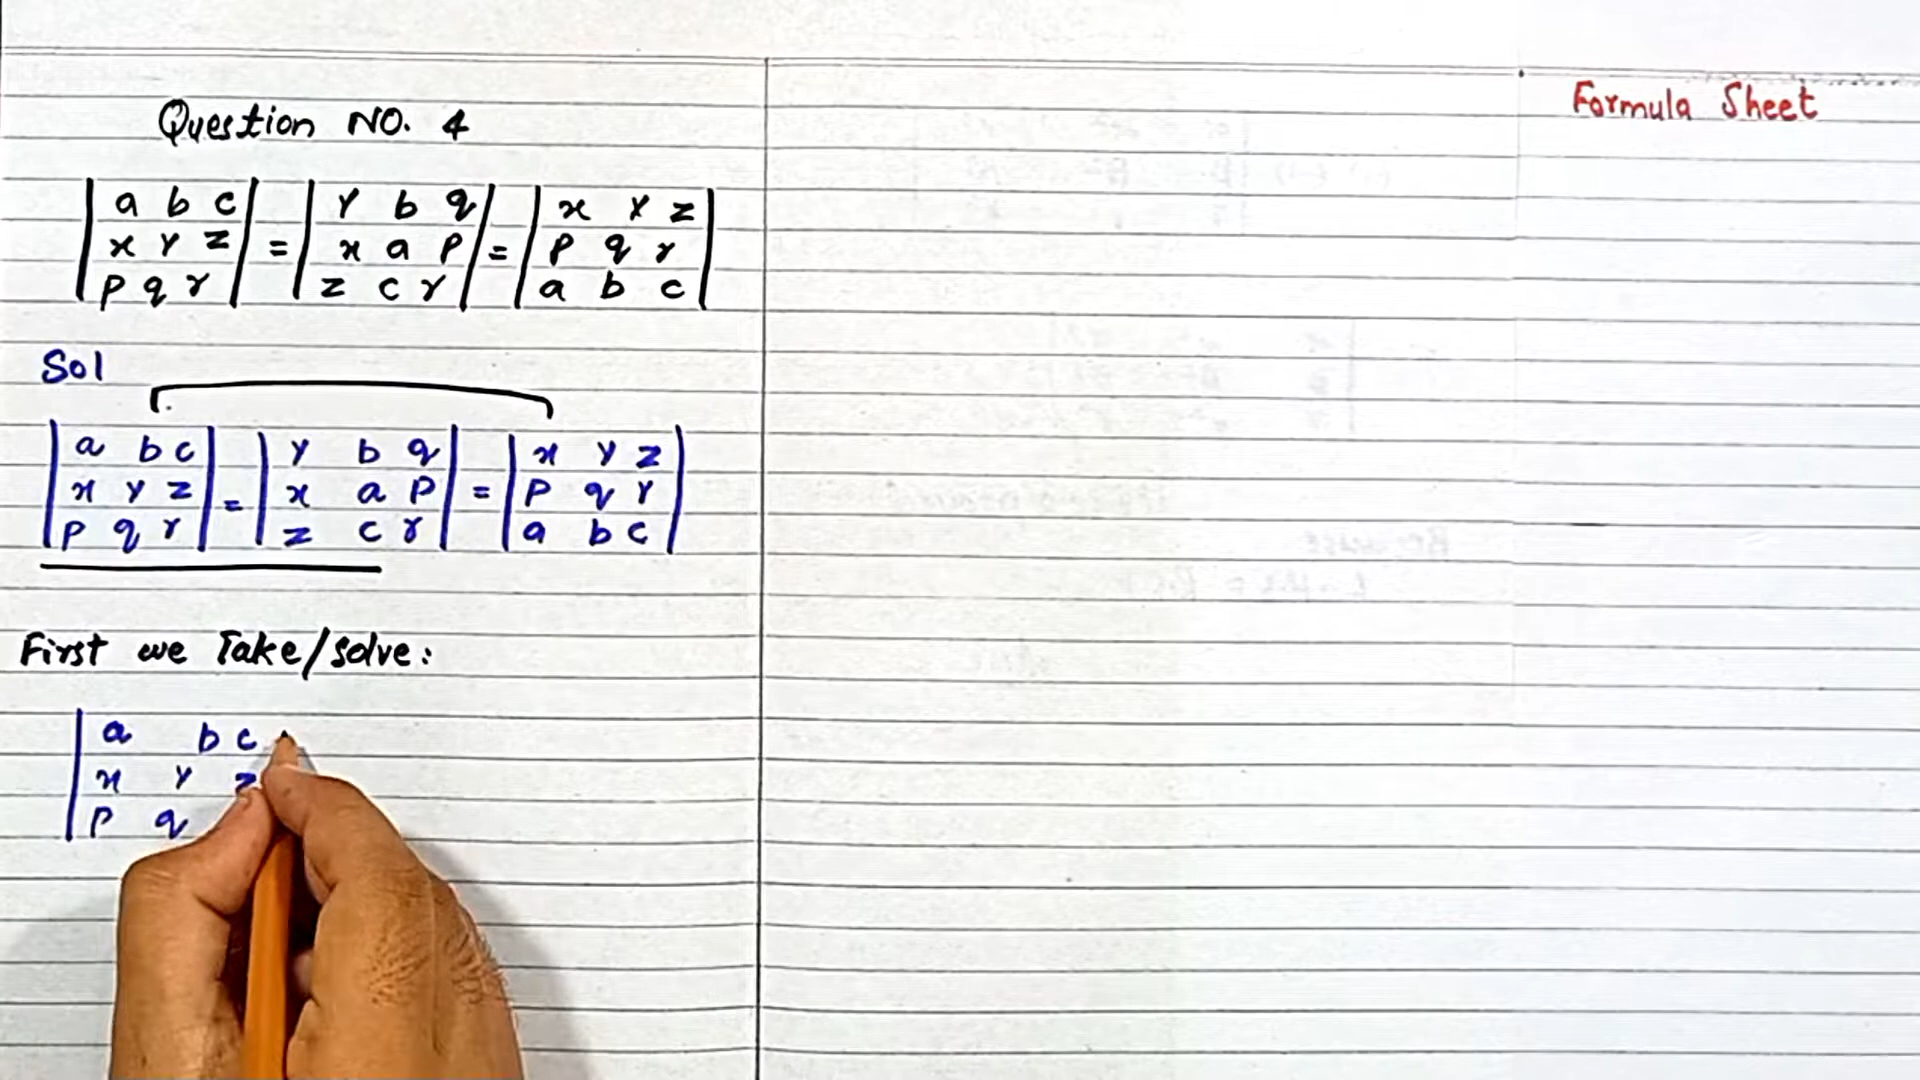 Formula Sheet
Question NO. 4
| a b c | = | Y b q | = | x Y z |
| x Y z | = | x a p | = | p q r |
| p q r | | z c r | | a b c |
Sol
| a b c | = | Y b q | = | x Y z |
| x Y z | = | x a p | = | p q r |
| p q r | | z c r | | a b c |
First we Take/solve:
| a b c
| x Y z
| p q